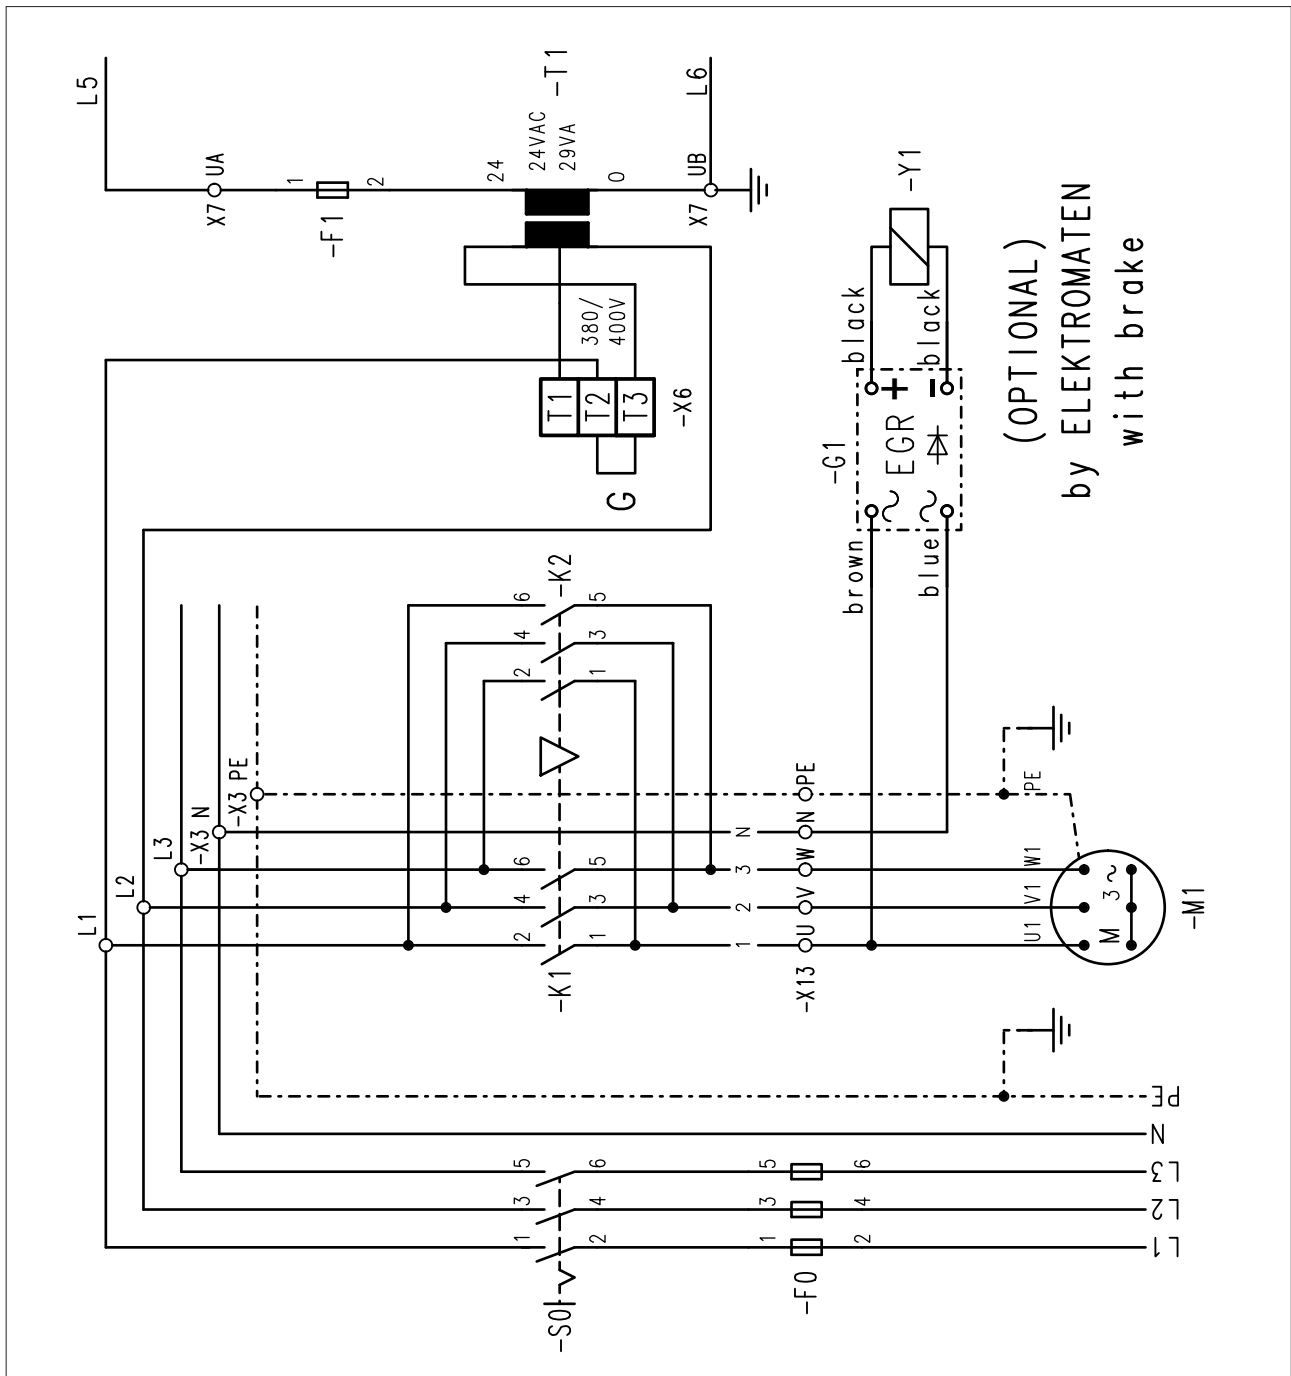 L1
L2
L3
N
PE
-F0
1
2
3
4
5
6
-S0
1
2
3
4
5
6
L1
L2
L3
-X3 N
-X3 PE
-K1
2
1
4
3
6
5
-K2
2
1
4
3
6
5
1
2
3
N
-X13
U
V
W
N
PE
U1
V1
W1
PE
M
3~
-M1
brown
blue
-G1
EGR
+
-
~
~
black
black
-Y1
(OPTIONAL)
by ELEKTROMATEN
with brake
G
T1
T2
T3
-X6
380/
400V
24
0
24VAC
29VA
-T1
-F1
1
2
X7
UA
X7
UB
L5
L6